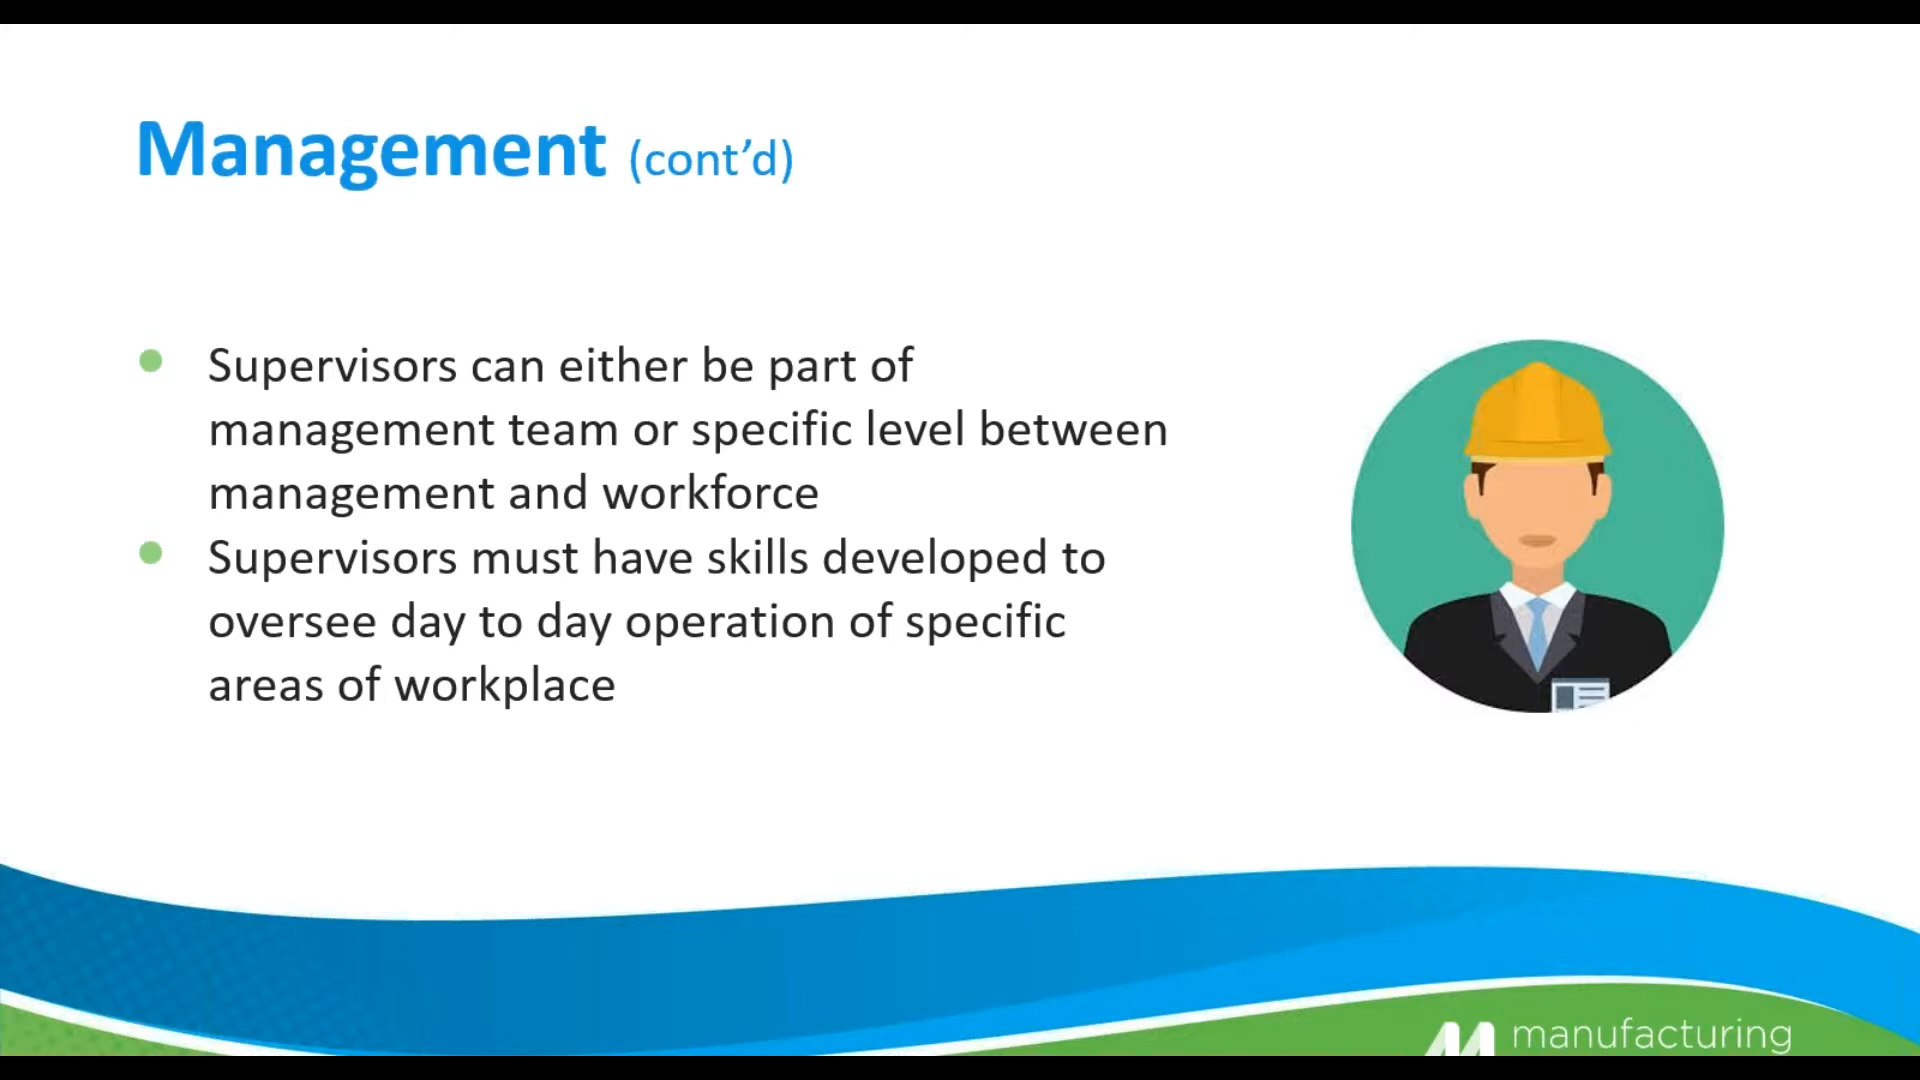 Management (cont’d)
Supervisors can either be part of
management team or specific level between
management and workforce
Supervisors must have skills developed to
oversee day to day operation of specific
areas of workplace
manufacturing